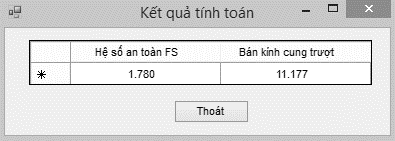 Kết quả tính toán
Hệ số an toàn FS Bán kính cung trượt
1.780 11.177
Thoát